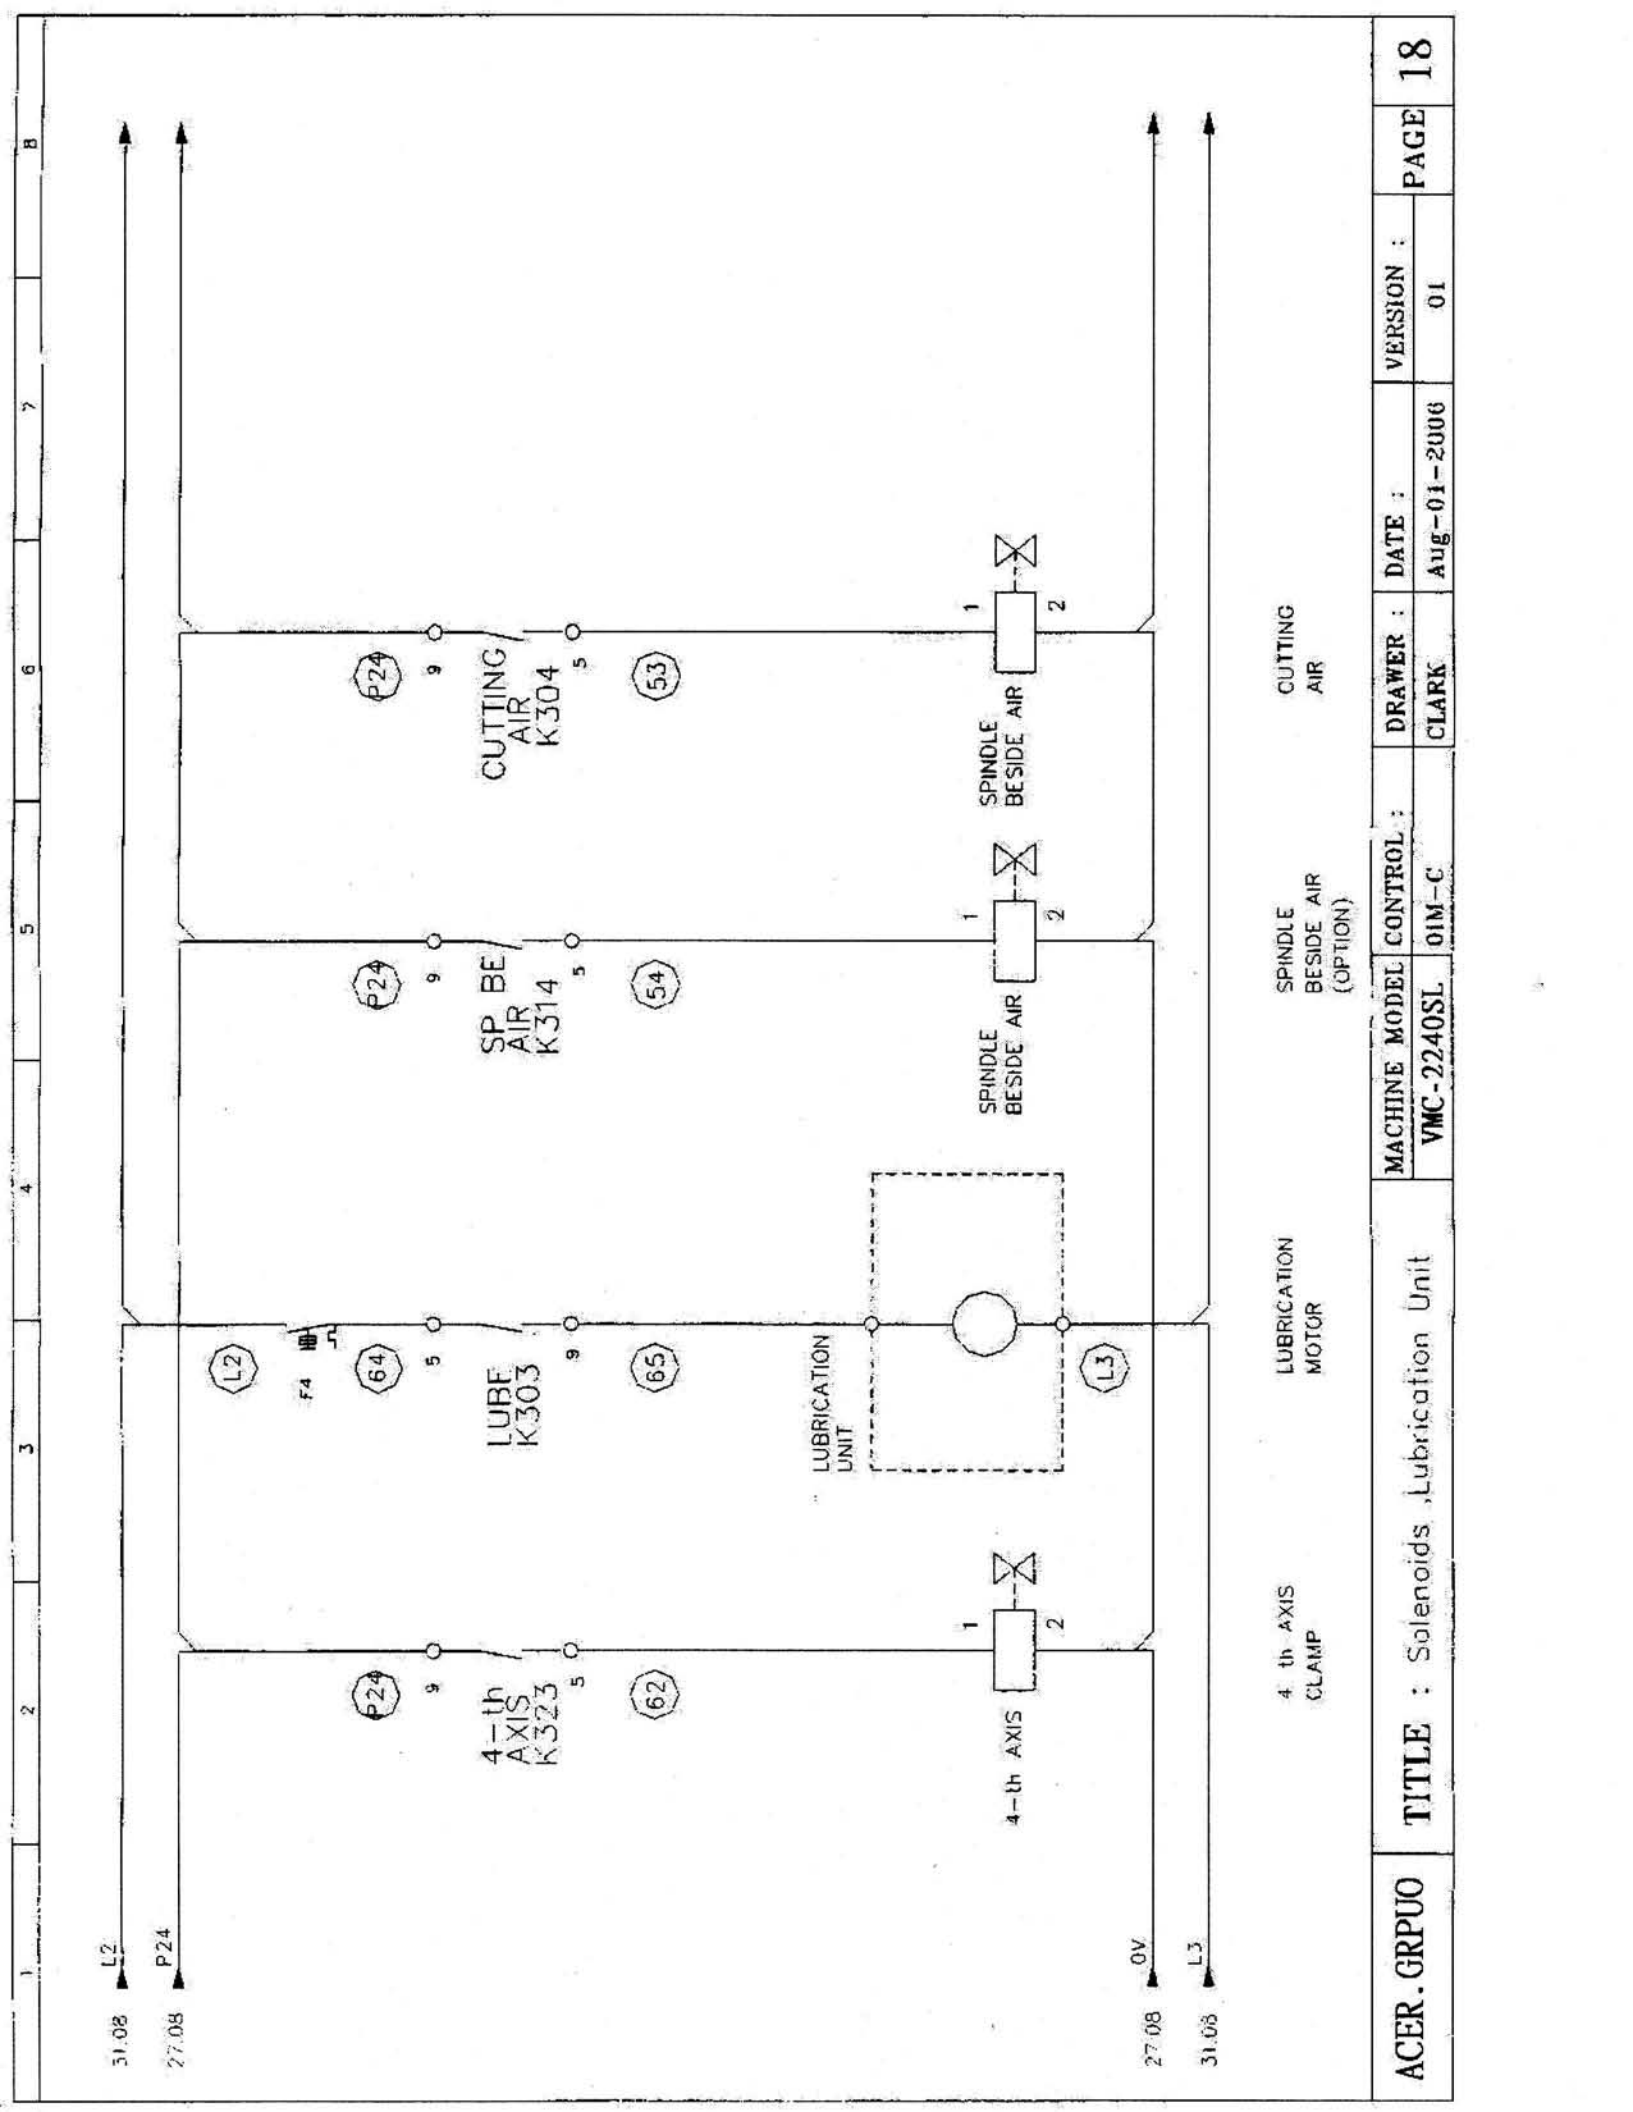 1 2 3 4 5 6 7 8
31.08 L2
27.08 P24
P24
9
4-th
AXIS
K323
5
62
4-th AXIS
1
2
4 th AXIS
CLAMP
L2
F4
64
5
LUBE
K303
9
65
LUBRICATION
UNIT
L3
LUBRICATION
MOTOR
P24
9
SP BE
AIR
K314
5
54
SPINDLE
BESIDE AIR
1
2
SPINDLE
BESIDE AIR
(OPTION)
P24
9
CUTTING
AIR
K304
5
53
SPINDLE
BESIDE AIR
1
2
CUTTING
AIR
27.08 0V
31.08 L3
ACER.GRPUO
TITLE : Solenoids ,Lubrication Unit
MACHINE MODEL
VMC-2240SL
CONTROL :
01M-C
DRAWER :
CLARK
DATE :
Aug-01-2006
VERSION :
01
PAGE 18